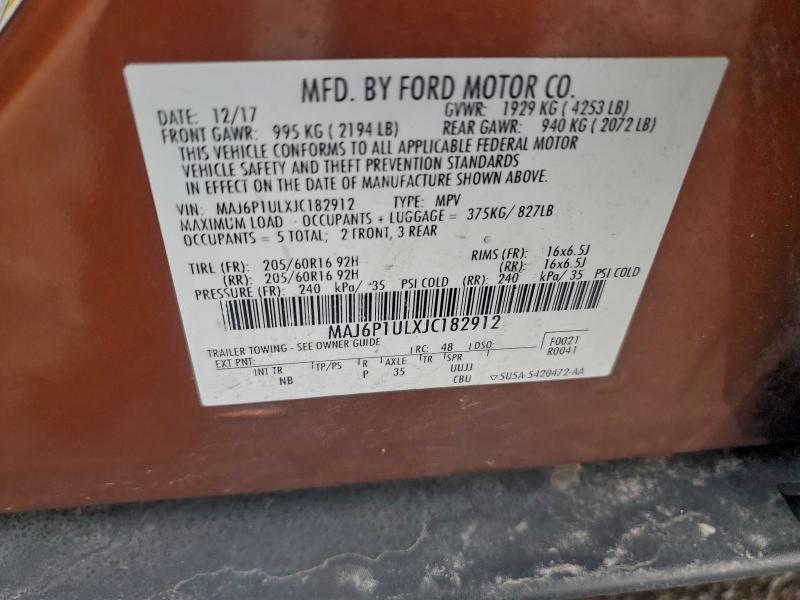 MFD. BY FORD MOTOR CO.
DATE: 12/17 GVWR: 1929 KG ( 4253 LB)
FRONT GAWR: 995 KG ( 2194 LB) REAR GAWR: 940 KG ( 2072 LB)
THIS VEHICLE CONFORMS TO ALL APPLICABLE FEDERAL MOTOR
VEHICLE SAFETY AND THEFT PREVENTION STANDARDS
IN EFFECT ON THE DATE OF MANUFACTURE SHOWN ABOVE.
VIN: MAJ6P1ULXJC182912 TYPE: MPV
MAXIMUM LOAD -- OCCUPANTS + LUGGAGE = 375KG/ 827LB
OCCUPANTS = 5 TOTAL; 2 FRONT, 3 REAR
TIRE (FR): 205/60R16 92H RIMS (FR): 16x6.5J
(RR): 205/60R16 92H (RR): 16x6.5J
PRESSURE (FR): 240 kPa/ 35 PSI COLD (RR): 240 kPa/ 35 PSI COLD
MAJ6P1ULXJC182912
TRAILER TOWING - SEE OWNER GUIDE RC: 48 DSO: F0021
EXT PNT: R0041
INT TR TP/PS R AXLE TR SPR
NB P 35 UUJJ
CBU 5U5A-5420472-AA